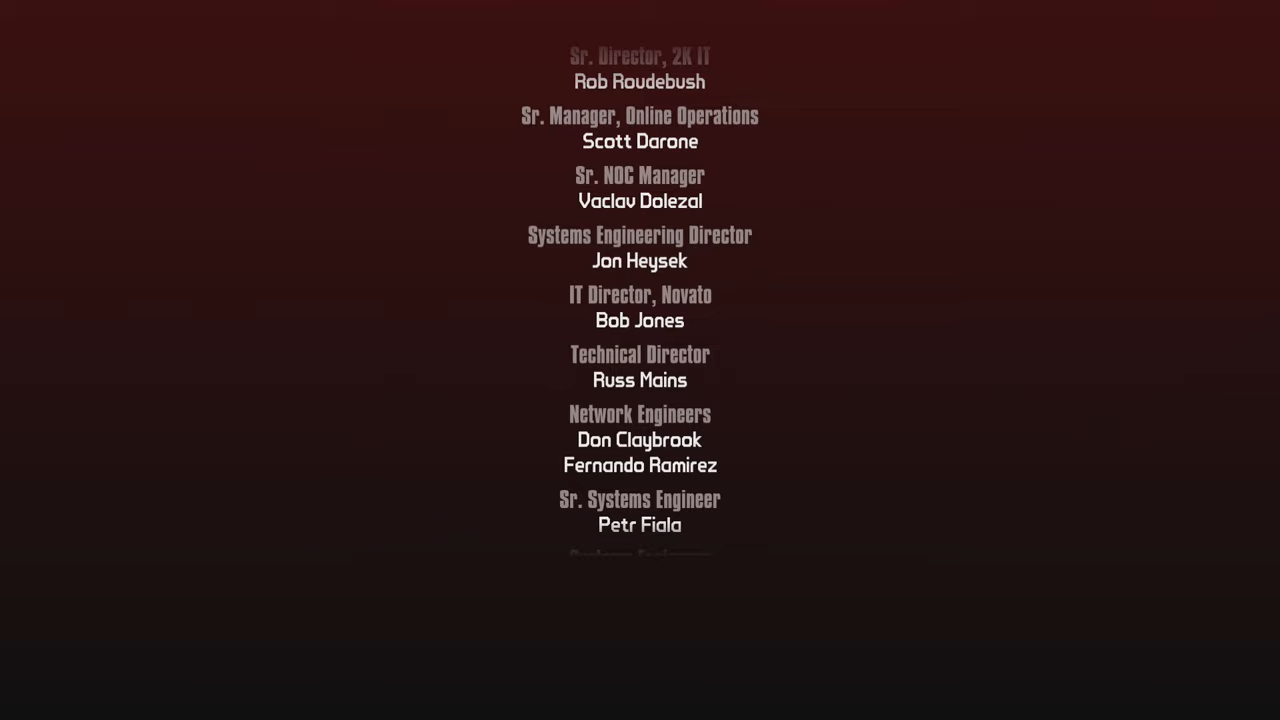 Sr. Director, 2K IT
Rob Roudebush
Sr. Manager, Online Operations
Scott Darone
Sr. NOC Manager
Vaclav Dolezal
Systems Engineering Director
Jon Heysek
IT Director, Novato
Bob Jones
Technical Director
Russ Mains
Network Engineers
Don Claybrook
Fernando Ramirez
Sr. Systems Engineer
Petr Fiala